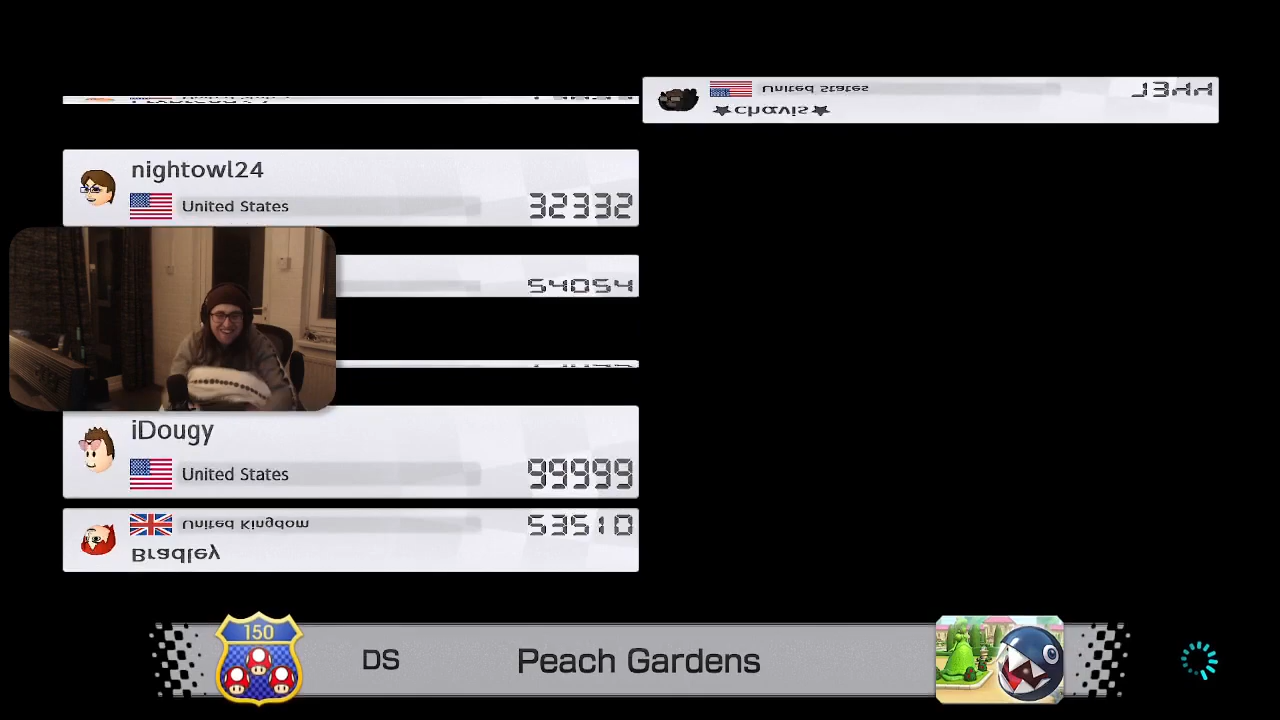 United States
★chαvis★
nightowl24
United States
32332
54054
iDougy
United States
99999
United Kingdom
53510
Bradley
150
DS
Peach Gardens